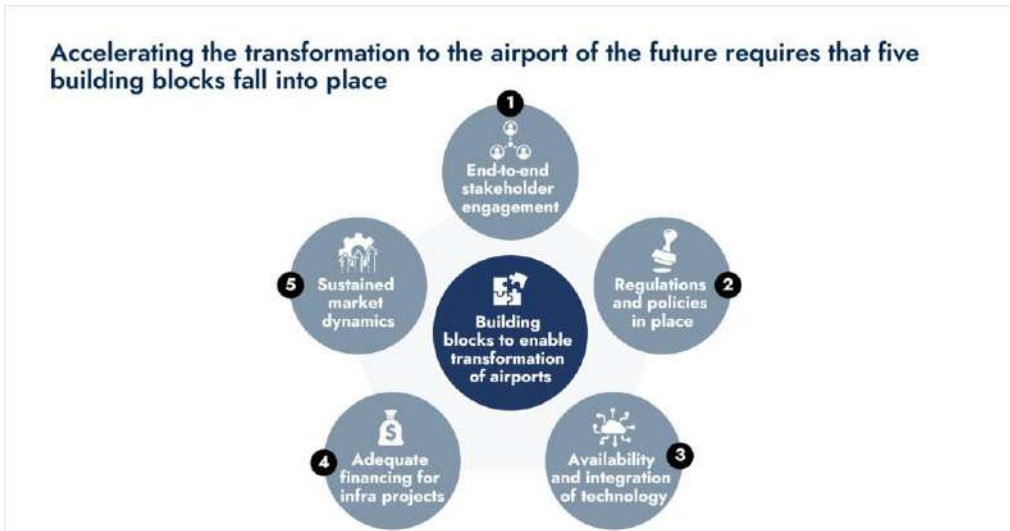 Accelerating the transformation to the airport of the future requires that five
building blocks fall into place
1
End-to-end
stakeholder
engagement
5
Sustained
market
dynamics
Regulations
and policies
in place
2
Building
blocks to enable
transformation
of airports
$
4
Adequate
financing for
infra projects
Availability
and integration
of technology
3